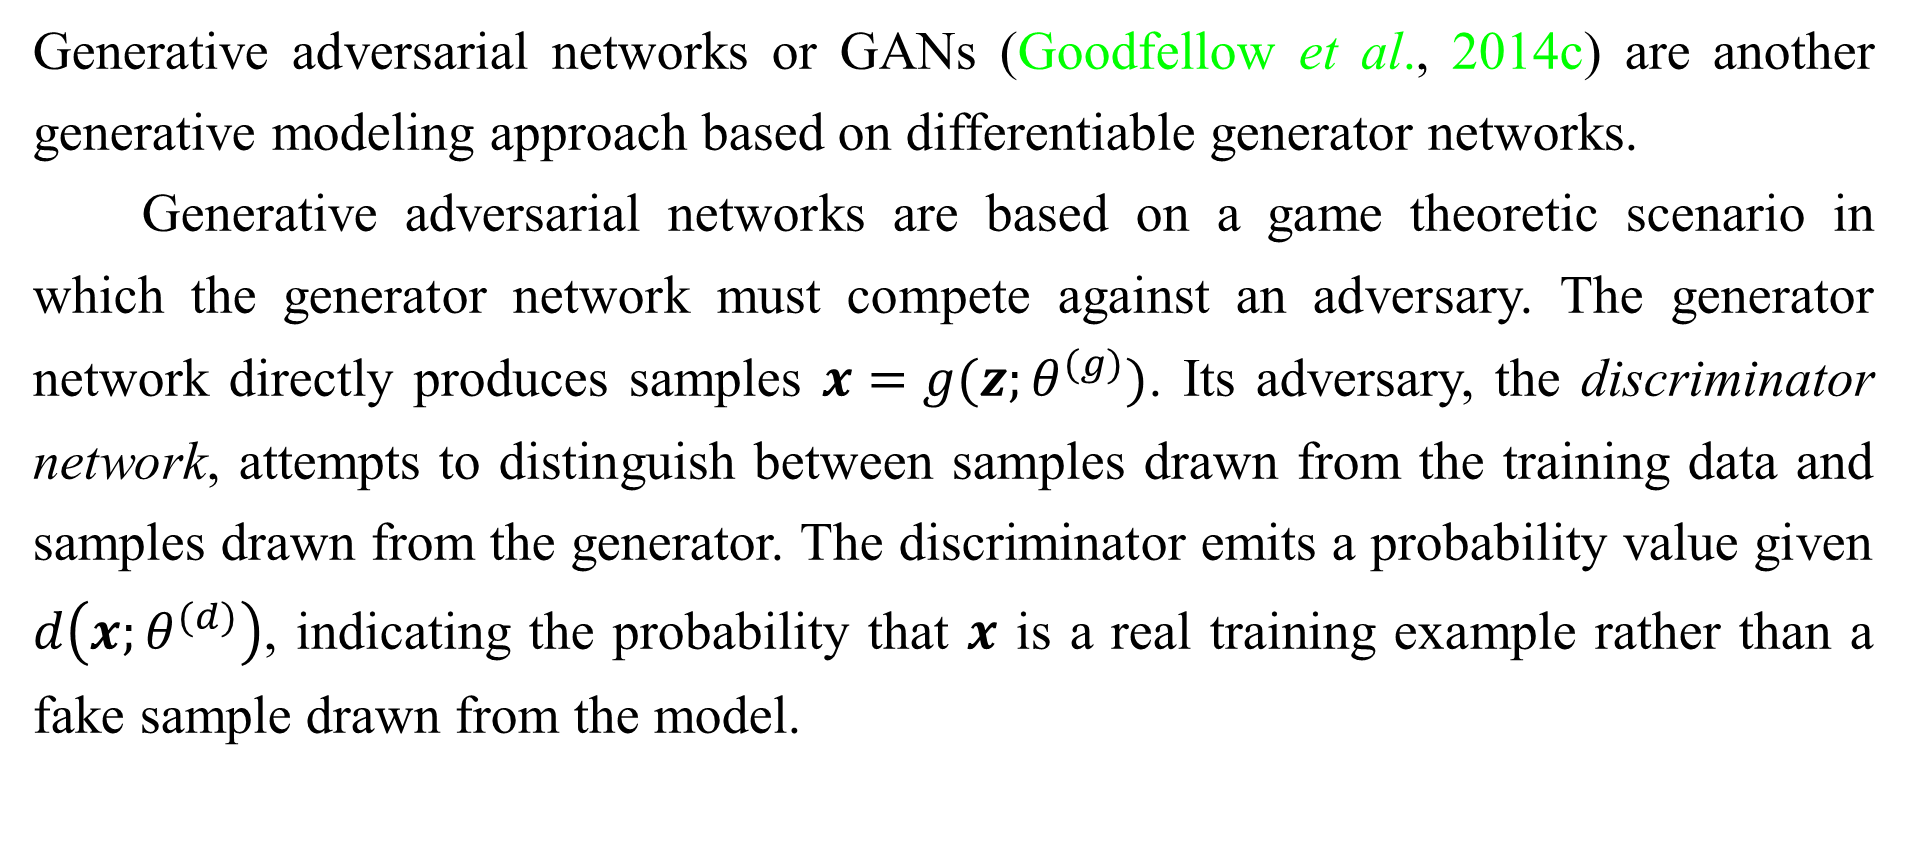 Generative adversarial networks or GANs (Goodfellow et al., 2014c) are another
generative modeling approach based on differentiable generator networks.
Generative adversarial networks are based on a game theoretic scenario in
which the generator network must compete against an adversary. The generator
network directly produces samples 𝒙 = g(𝒛; θ^(g)). Its adversary, the discriminator
network, attempts to distinguish between samples drawn from the training data and
samples drawn from the generator. The discriminator emits a probability value given
d(𝒙; θ^(d)), indicating the probability that 𝒙 is a real training example rather than a
fake sample drawn from the model.